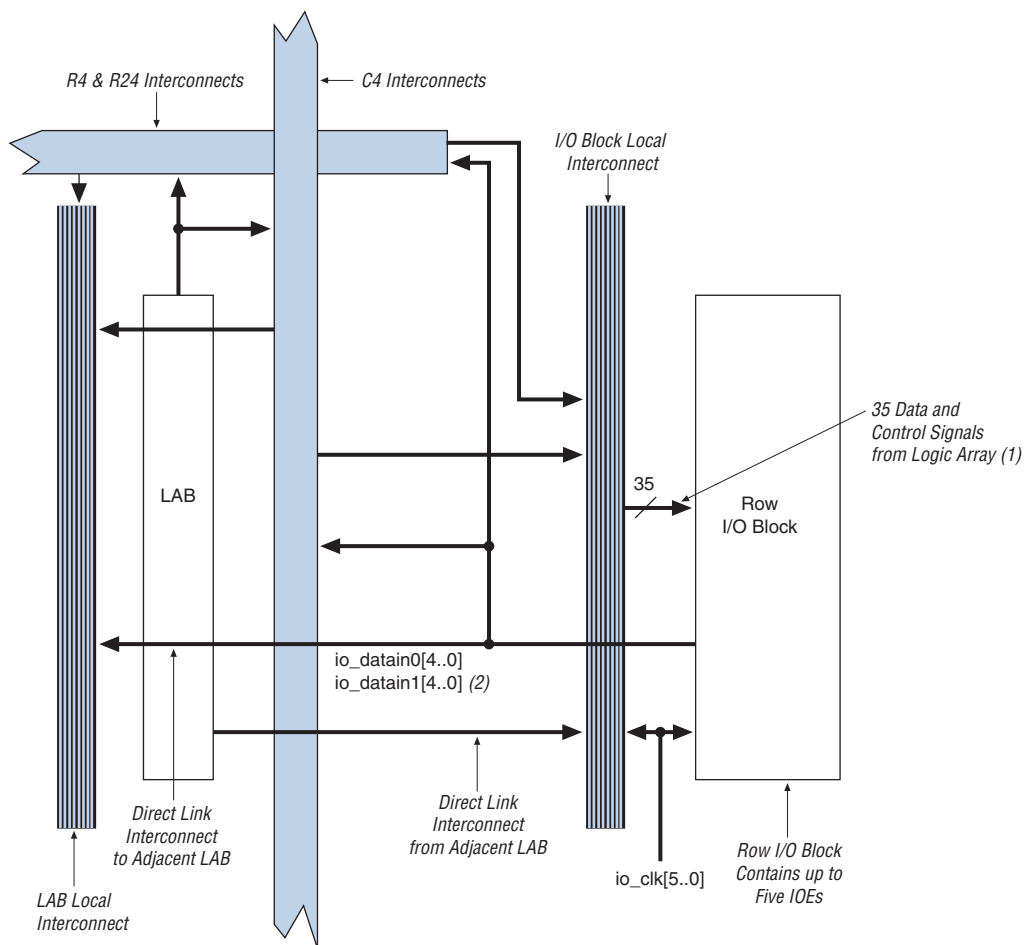 R4 & R24 Interconnects
C4 Interconnects
I/O Block Local
Interconnect
35 Data and
Control Signals
from Logic Array (1)
35
LAB
Row
I/O Block
io_datain0[4..0]
io_datain1[4..0] (2)
Direct Link
Interconnect
to Adjacent LAB
Direct Link
Interconnect
from Adjacent LAB
io_clk[5..0]
Row I/O Block
Contains up to
Five IOEs
LAB Local
Interconnect